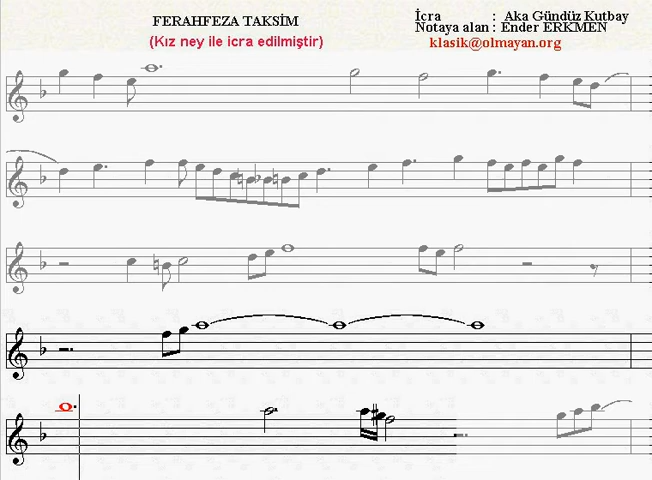 FERAHFEZA TAKSİM
(Kız ney ile icra edilmiştir)
İcra : Aka Gündüz Kutbay
Notaya alan : Ender ERKMEN
klasik@olmayan.org